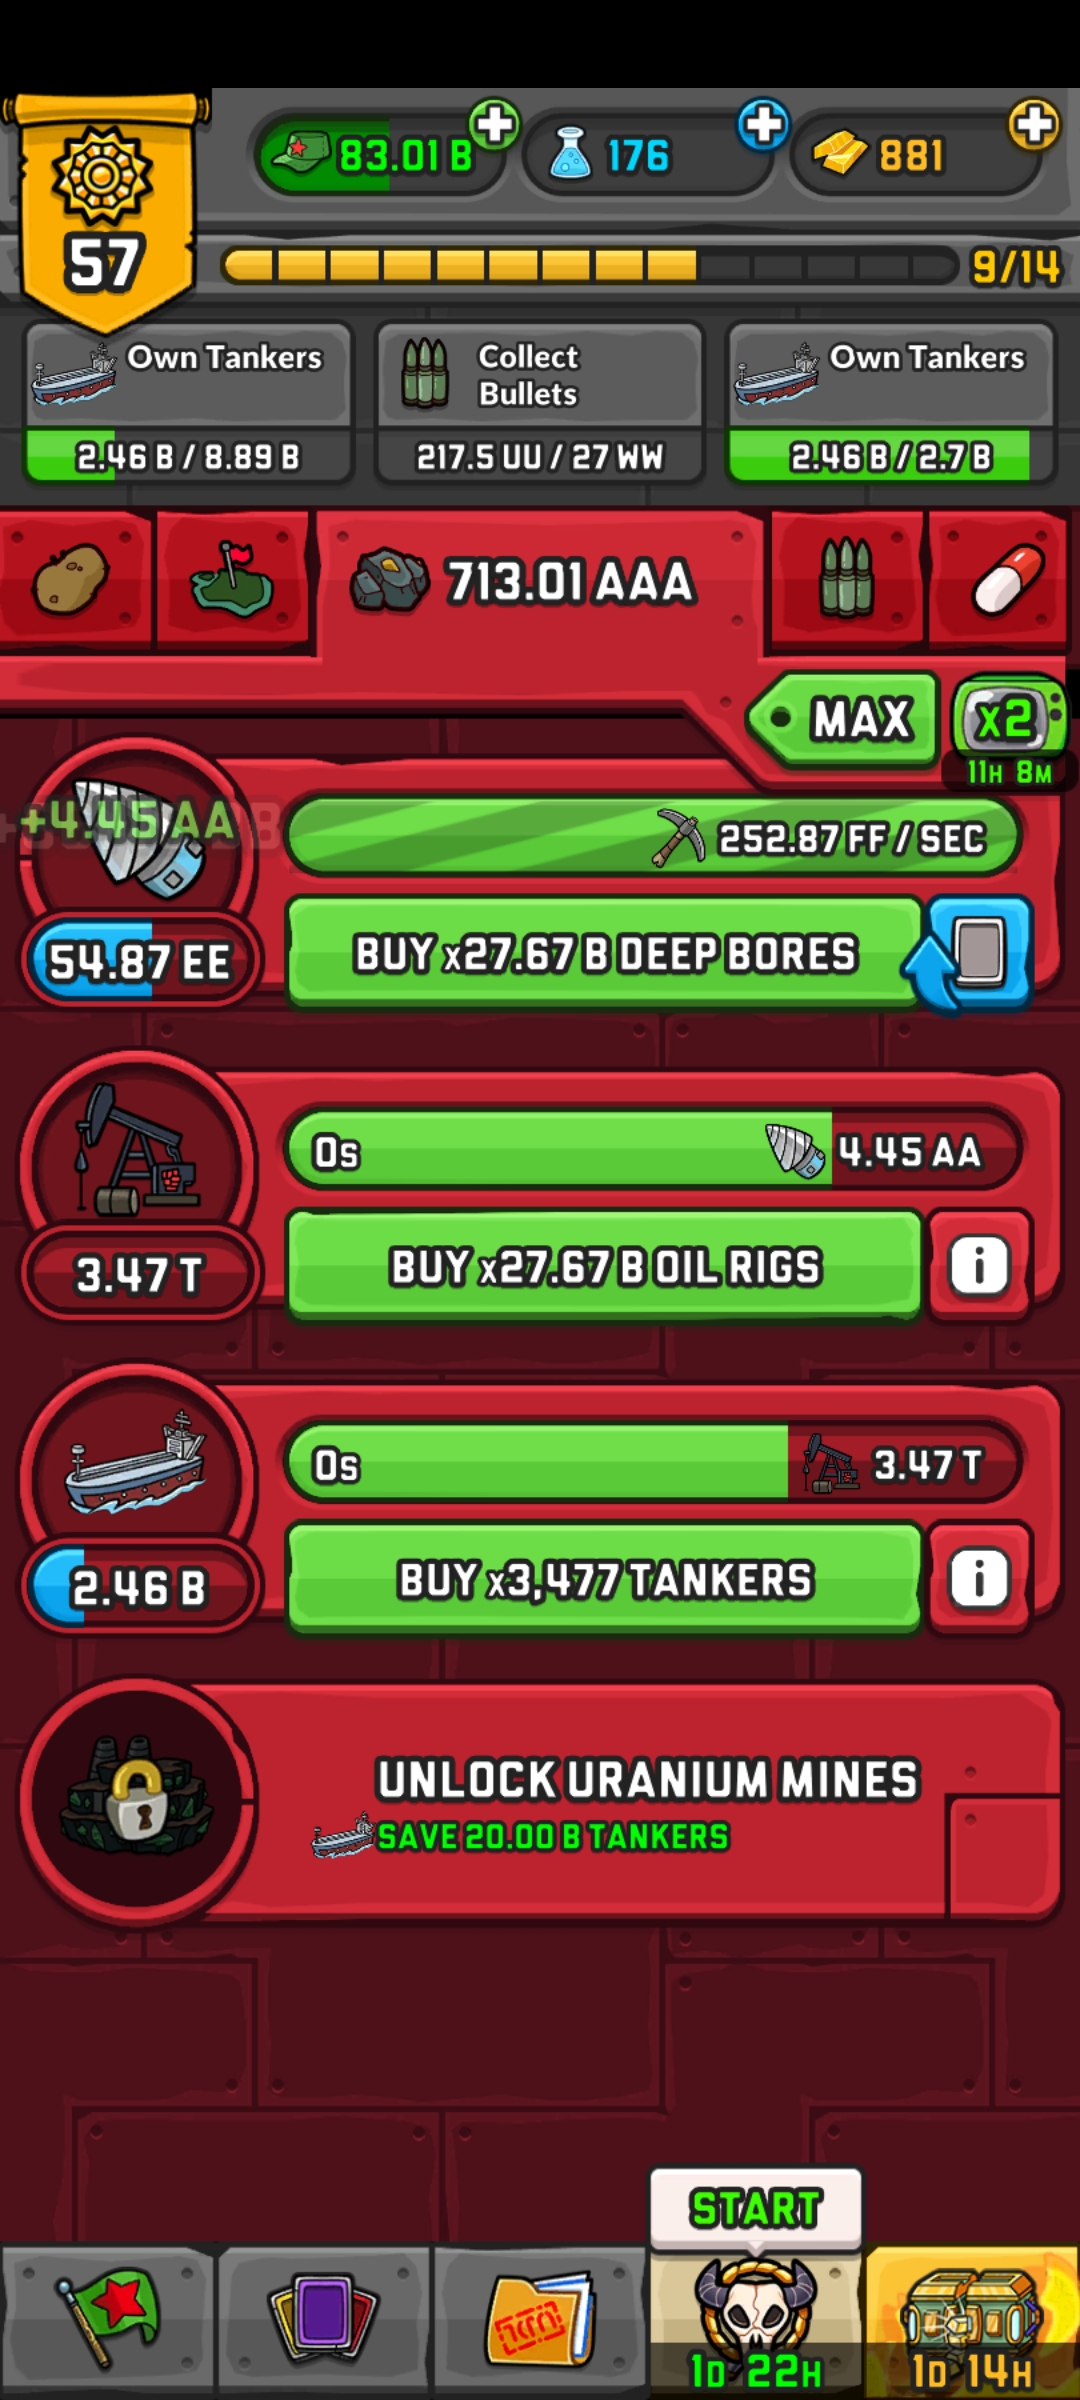 83.01 B
176
881
57
9/14
Own Tankers
2.46 B / 8.89 B
Collect
Bullets
217.5 UU / 27 WW
Own Tankers
2.46 B / 2.7 B
713.01 AAA
MAX
x2
11H 8M
+4.45 AA
252.87 FF / SEC
54.87 EE
BUY x27.67 B DEEP BORES
0s
4.45 AA
3.47 T
BUY x27.67 B OIL RIGS
i
0s
3.47 T
2.46 B
BUY x3,477 TANKERS
i
UNLOCK URANIUM MINES
SAVE 20.00 B TANKERS
START
1D 22H
1D 14H